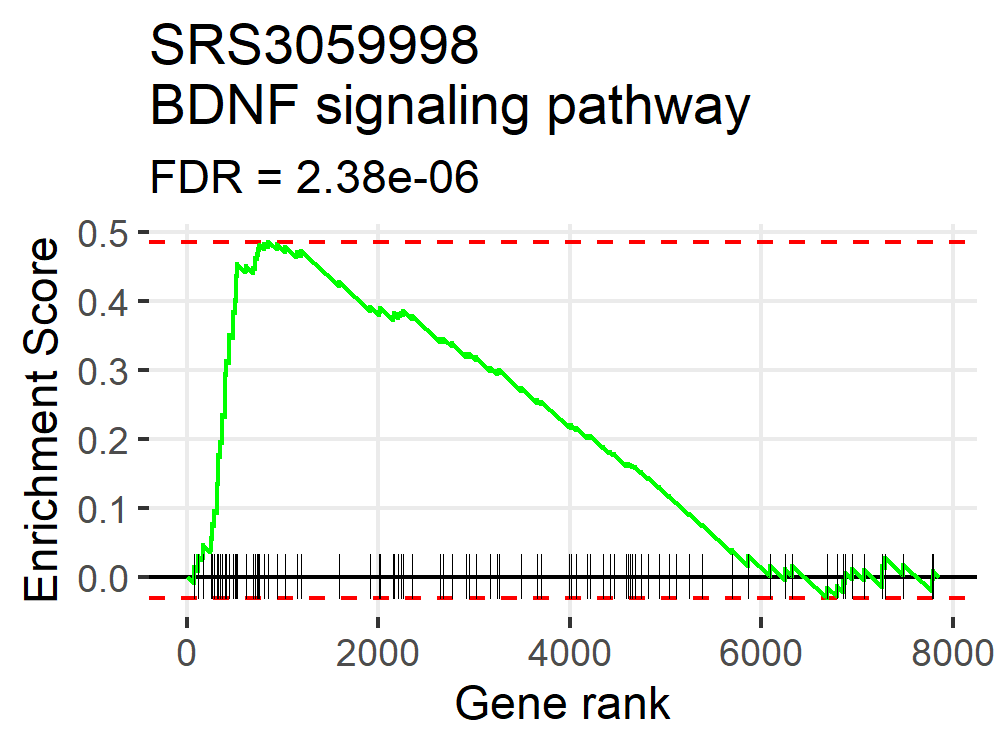 SRS3059998
BDNF signaling pathway
FDR = 2.38e-06
Enrichment Score
0.5
0.4
0.3
0.2
0.1
0.0
0 2000 4000 6000 8000
Gene rank